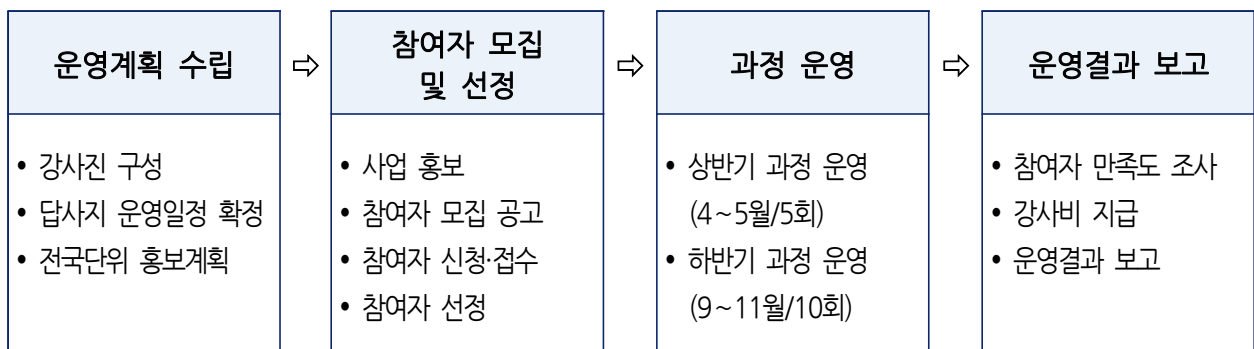 운영계획 수립
• 강사진 구성
• 답사지 운영일정 확정
• 전국단위 홍보계획
⇨
참여자 모집
및 선정
• 사업 홍보
• 참여자 모집 공고
• 참여자 신청·접수
• 참여자 선정
⇨
과정 운영
• 상반기 과정 운영
(4~5월/5회)
• 하반기 과정 운영
(9~11월/10회)
⇨
운영결과 보고
• 참여자 만족도 조사
• 강사비 지급
• 운영결과 보고